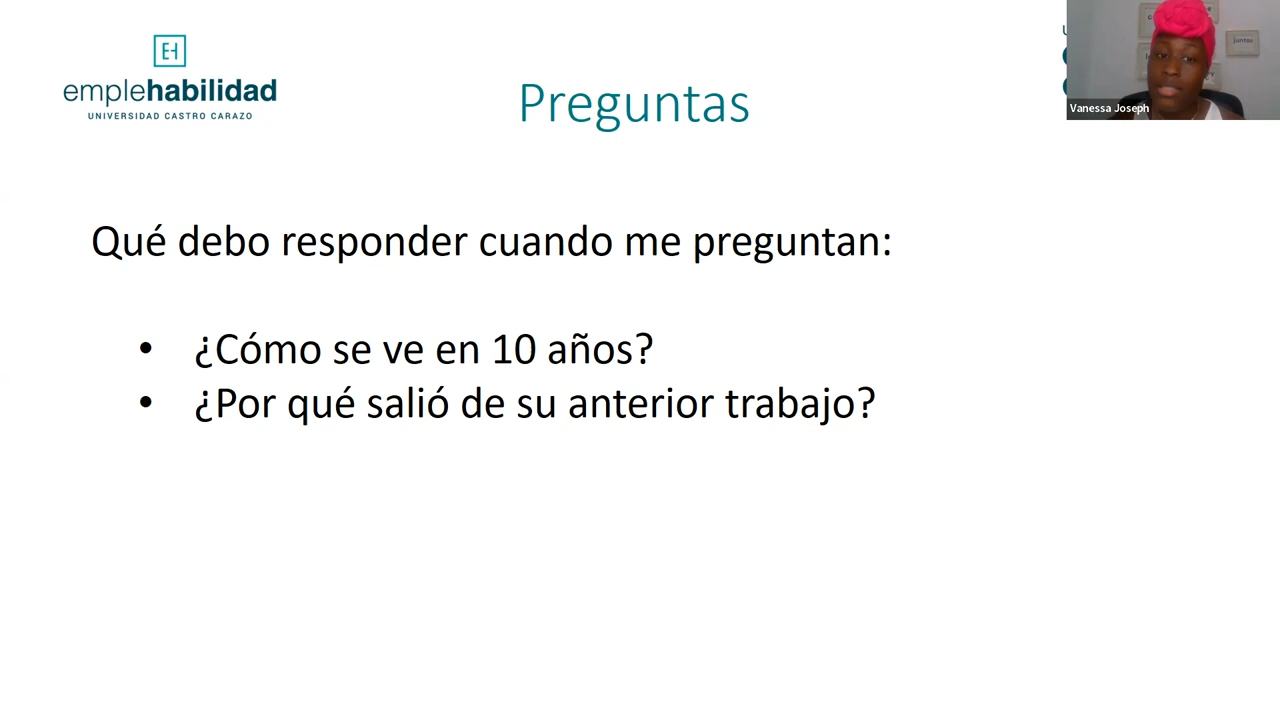 EH
emplehabilidad
UNIVERSIDAD CASTRO CARAZO
Preguntas
juntos
Vanessa Joseph
Qué debo responder cuando me preguntan:
• ¿Cómo se ve en 10 años?
• ¿Por qué salió de su anterior trabajo?